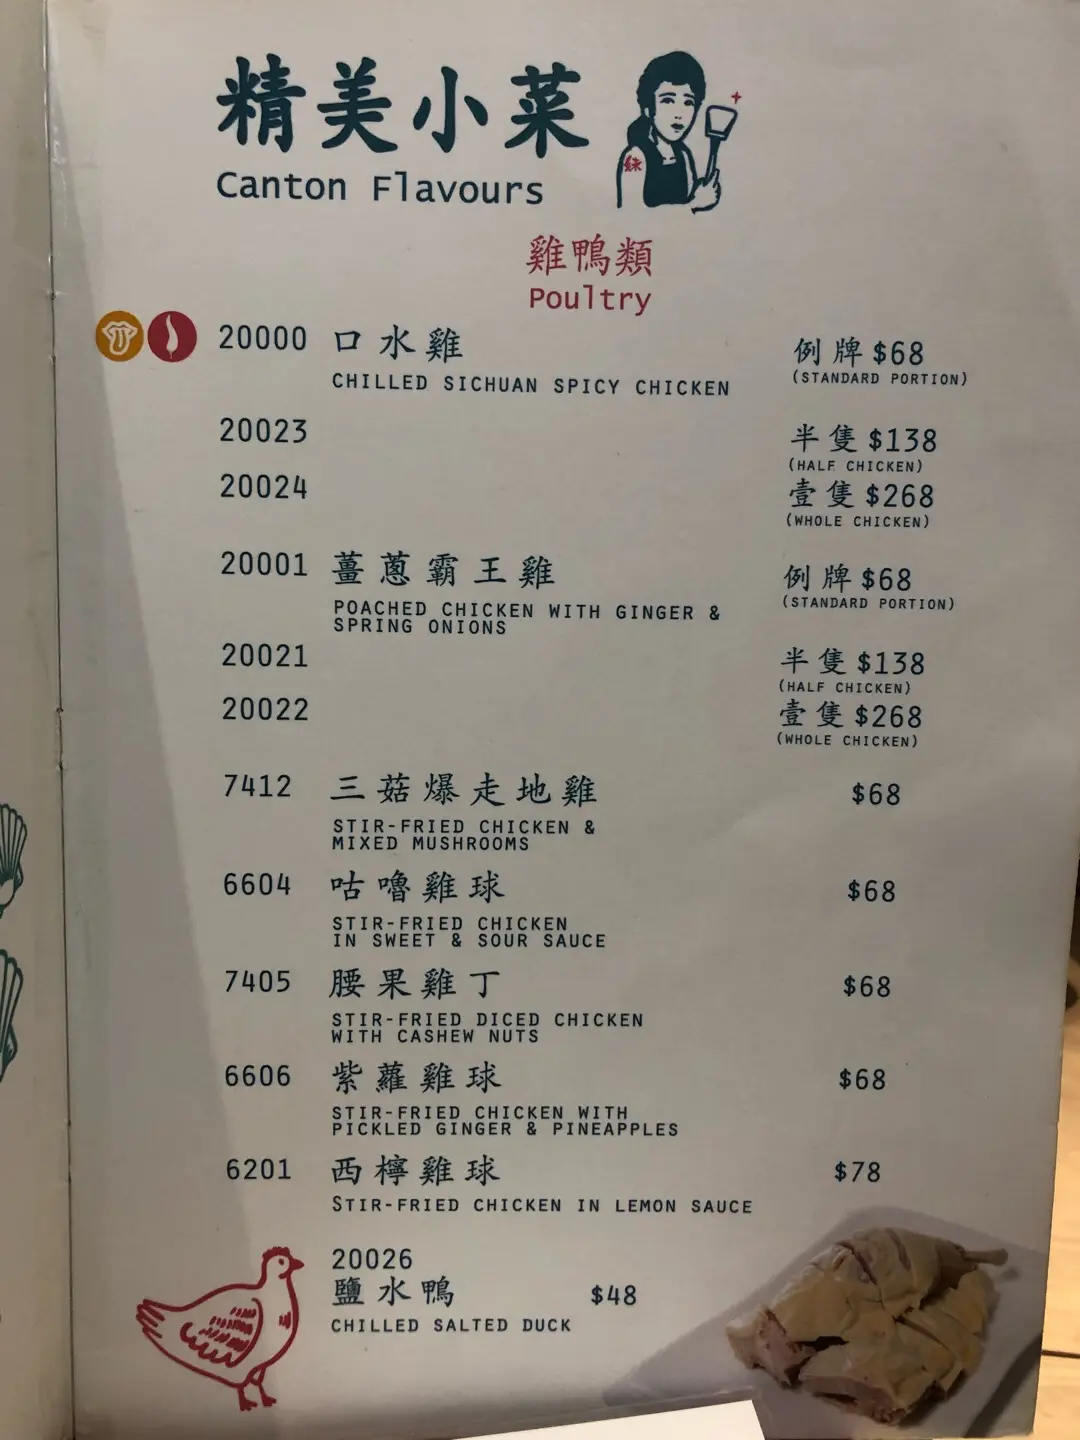 精美小菜
Canton Flavours
雞鴨類
Poultry
20000 口水雞 例牌 $68
CHILLED SICHUAN SPICY CHICKEN (STANDARD PORTION)
20023 半隻 $138
(HALF CHICKEN)
20024 壹隻 $268
(WHOLE CHICKEN)
20001 薑蔥霸王雞 例牌 $68
POACHED CHICKEN WITH GINGER & (STANDARD PORTION)
SPRING ONIONS
20021 半隻 $138
(HALF CHICKEN)
20022 壹隻 $268
(WHOLE CHICKEN)
7412 三菇爆走地雞 $68
STIR-FRIED CHICKEN &
MIXED MUSHROOMS
6604 咕嚕雞球 $68
STIR-FRIED CHICKEN
IN SWEET & SOUR SAUCE
7405 腰果雞丁 $68
STIR-FRIED DICED CHICKEN
WITH CASHEW NUTS
6606 紫蘿雞球 $68
STIR-FRIED CHICKEN WITH
PICKLED GINGER & PINEAPPLES
6201 西檸雞球 $78
STIR-FRIED CHICKEN IN LEMON SAUCE
20026
鹽水鴨 $48
CHILLED SALTED DUCK